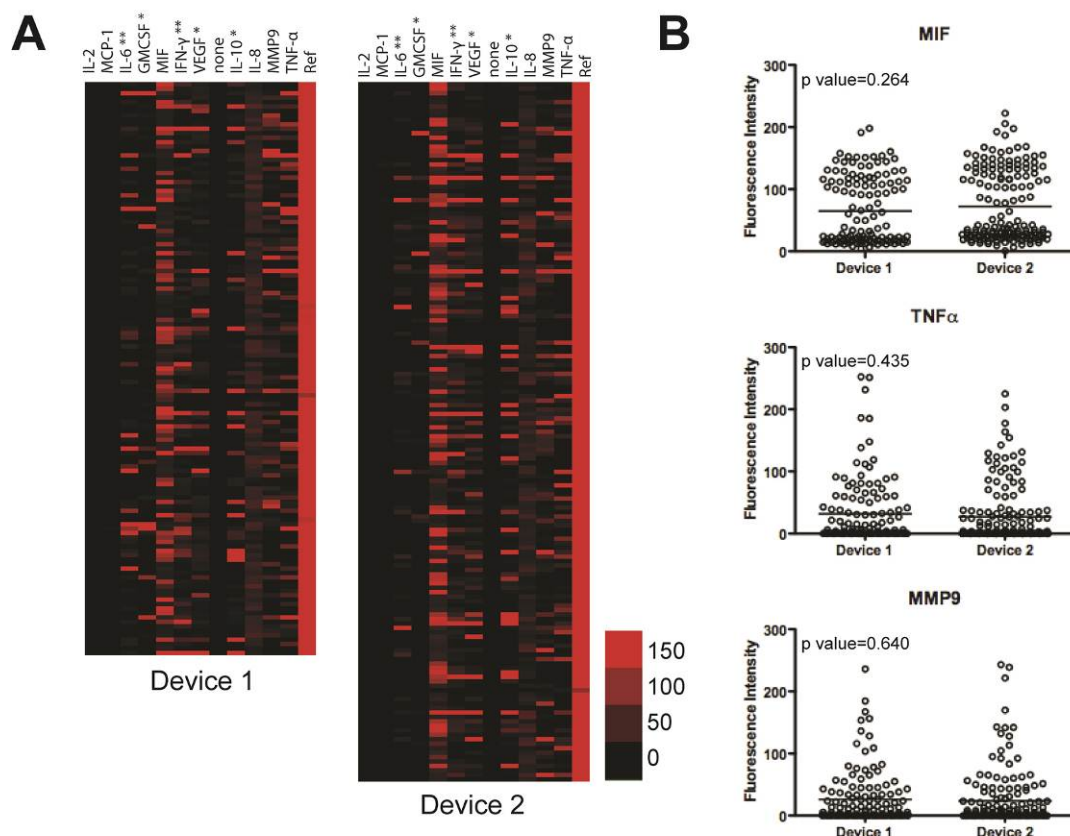 A
IL-2
MCP-1
IL-6 **
GMCSF *
MIF
IFN-γ **
VEGF *
none
IL-10 *
IL-8
MMP9
TNF-α
Ref
Device 1
IL-2
MCP-1
IL-6 **
GMCSF *
MIF
IFN-γ **
VEGF *
none
IL-10 *
IL-8
MMP9
TNF-α
Ref
Device 2
150
100
50
0
B
MIF
p value=0.264
Fluorescence Intensity
300
200
100
0
Device 1
Device 2
TNFα
p value=0.435
Fluorescence Intensity
300
200
100
0
Device 1
Device 2
MMP9
p value=0.640
Fluorescence Intensity
300
200
100
0
Device 1
Device 2